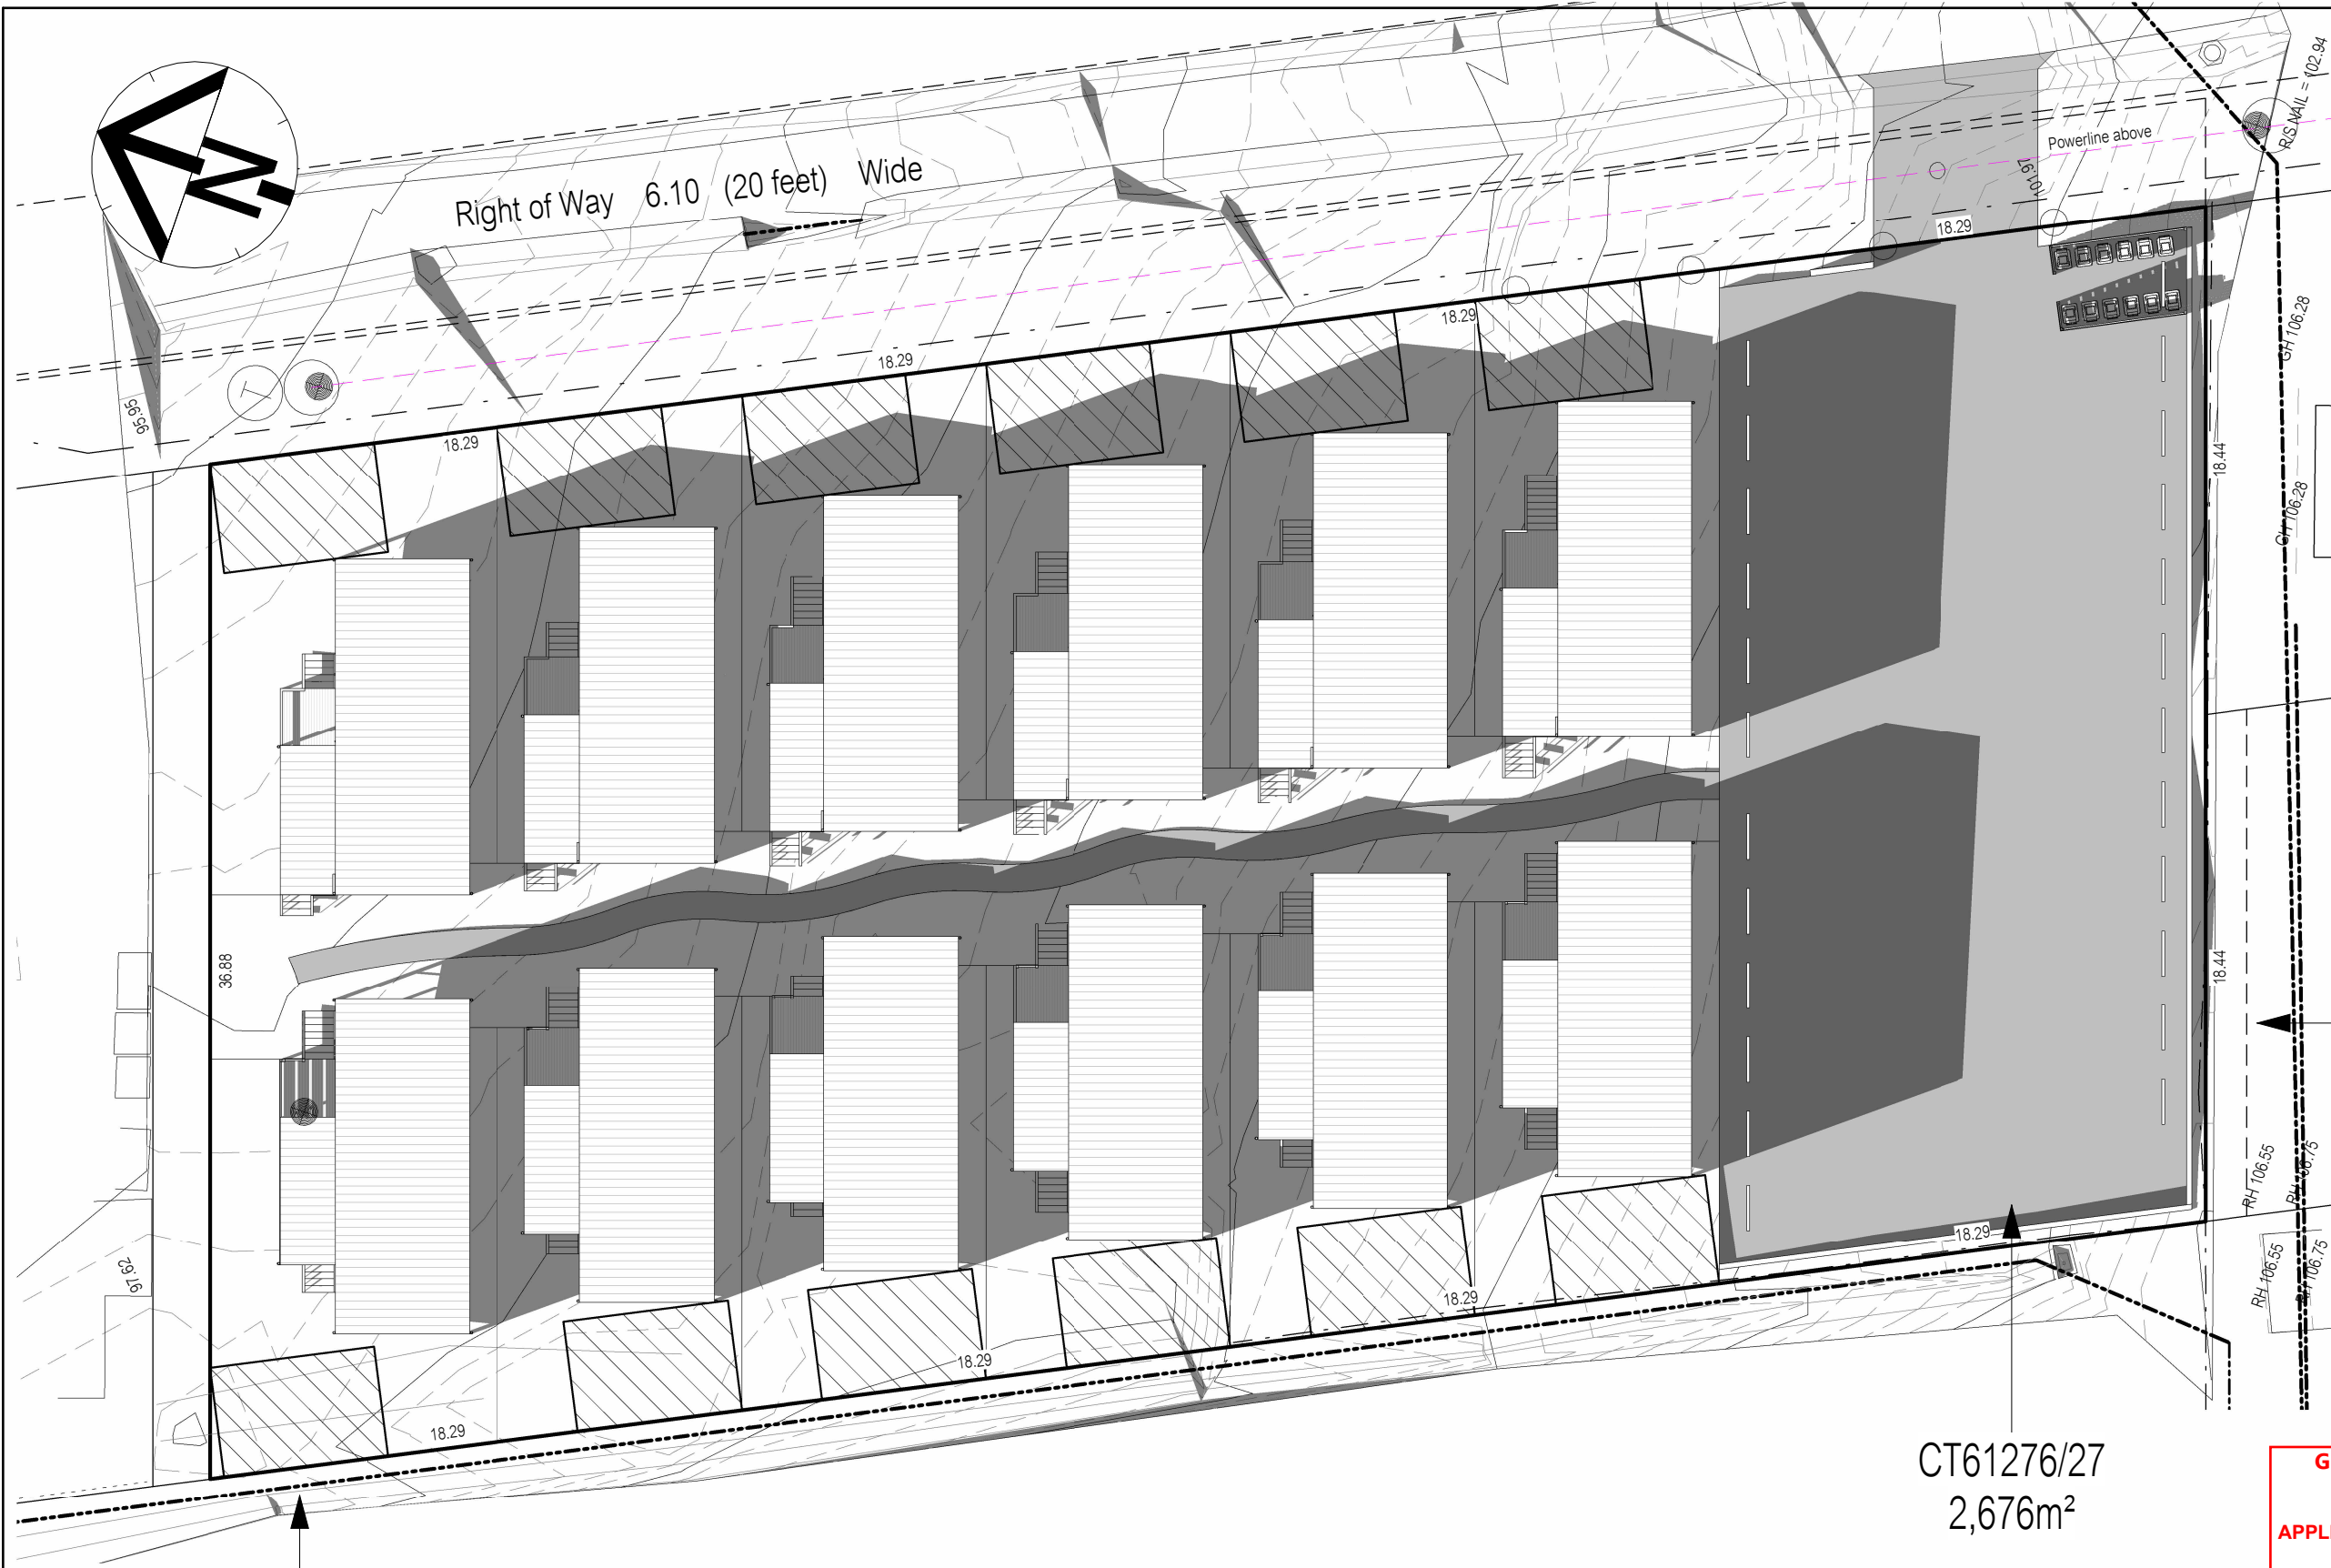 N
Right of Way 6.10 (20 feet) Wide
Powerline above
R/S NAIL = 102.94
101.97
18.29
18.29
18.29
18.29
GH 106.28
GH 106.28
95.95
T
18.44
18.44
36.88
97.62
RH 106.55
RH 106.75
RH 106.55
RH 106.75
18.29
18.29
18.29
18.29
CT61276/27
2,676m²
G
APPLI